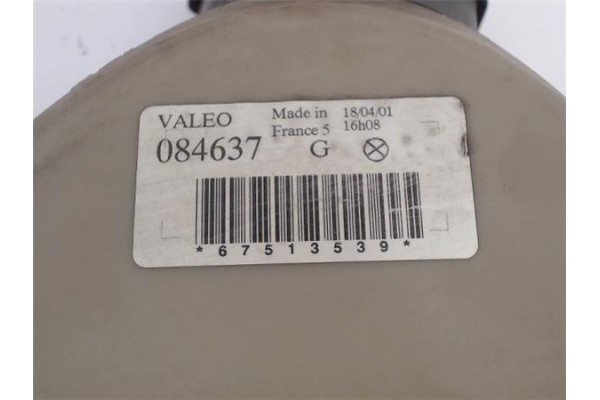 VALEO Made in 18/04/01
084637 France 5 16h08
G
*67513539*